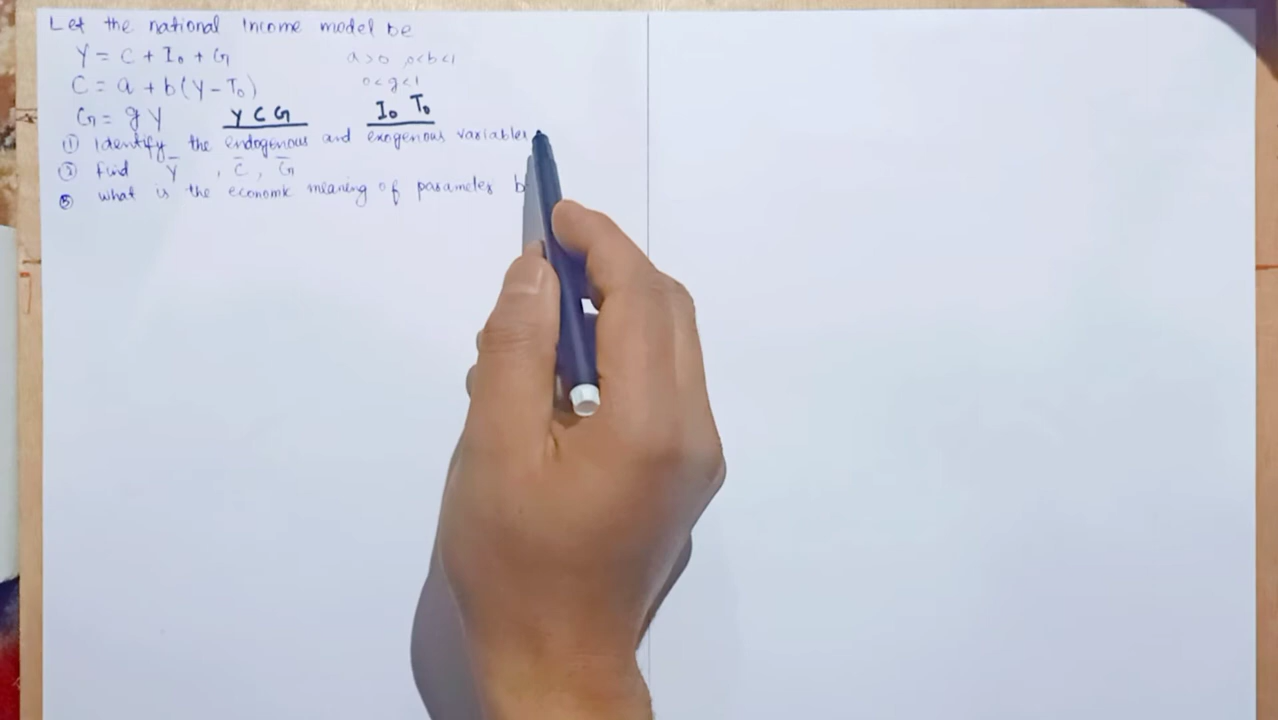 Let the national Income model be
Y = C + I₀ + G
a > 0 , 0 < b < 1
C = a + b(Y - T₀)
0 < g < 1
G = g Y
Y C G
I₀ T₀
① Identify the endogenous and exogenous variables
② find Ȳ , C̄ , Ḡ
③ what is the economic meaning of parameter b